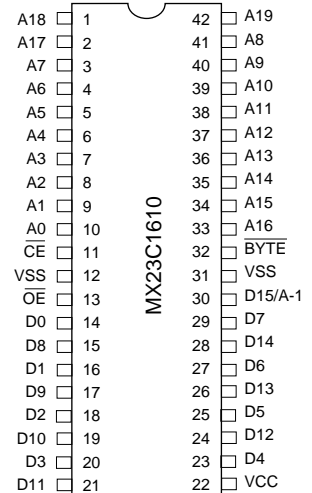 A18 1 42 A19
A17 2 41 A8
A7 3 40 A9
A6 4 39 A10
A5 5 38 A11
A4 6 37 A12
A3 7 36 A13
A2 8 35 A14
A1 9 34 A15
A0 10 33 A16
CE 11 32 BYTE
VSS 12 31 VSS
OE 13 30 D15/A-1
D0 14 29 D7
D8 15 28 D14
D1 16 27 D6
D9 17 26 D13
D2 18 25 D5
D10 19 24 D12
D3 20 23 D4
D11 21 22 VCC
MX23C1610